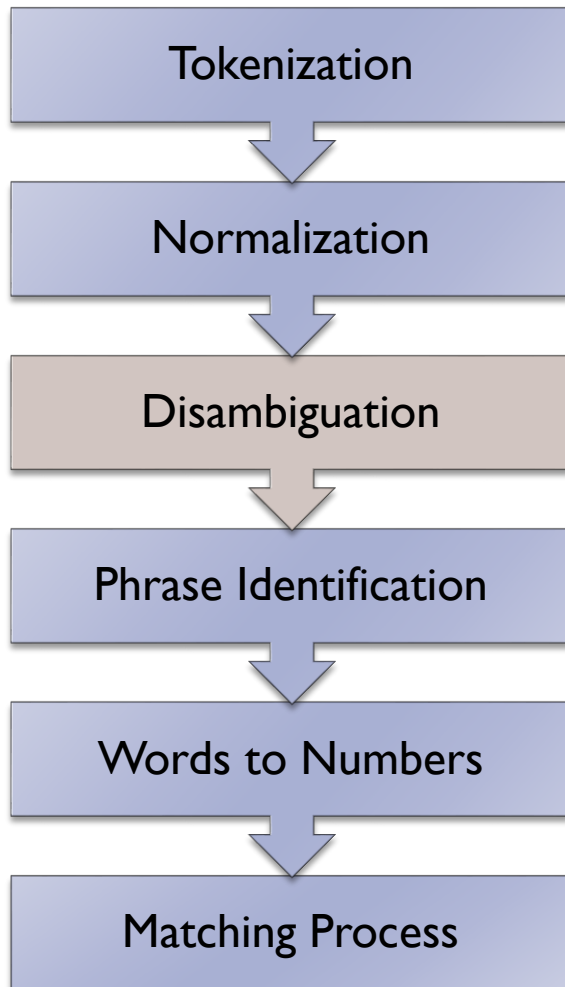 Tokenization
Normalization
Disambiguation
Phrase Identification
Words to Numbers
Matching Process